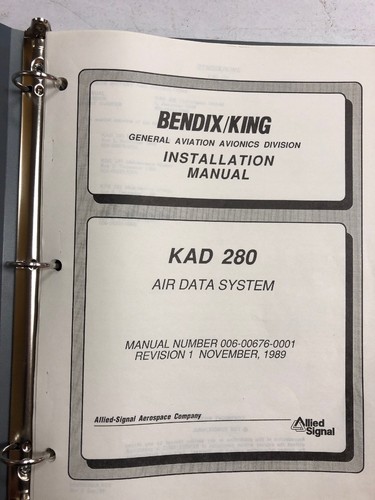 BENDIX/KING
GENERAL AVIATION AVIONICS DIVISION
INSTALLATION
MANUAL
KAD 280
AIR DATA SYSTEM
MANUAL NUMBER 006-00676-0001
REVISION 1 NOVEMBER, 1989
Allied-Signal Aerospace Company
Allied
Signal